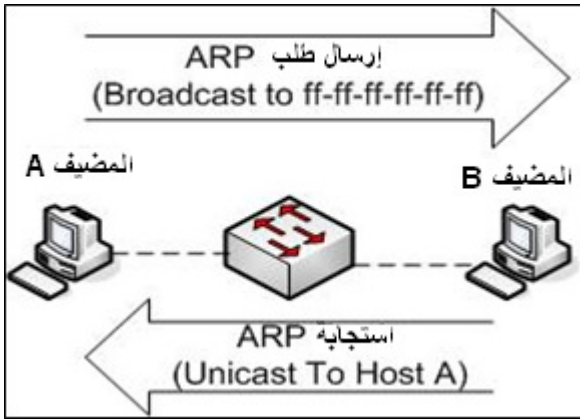 إرسال طلب ARP
(Broadcast to ff-ff-ff-ff-ff-ff)
المضيف A
المضيف B
استجابة ARP
(Unicast To Host A)